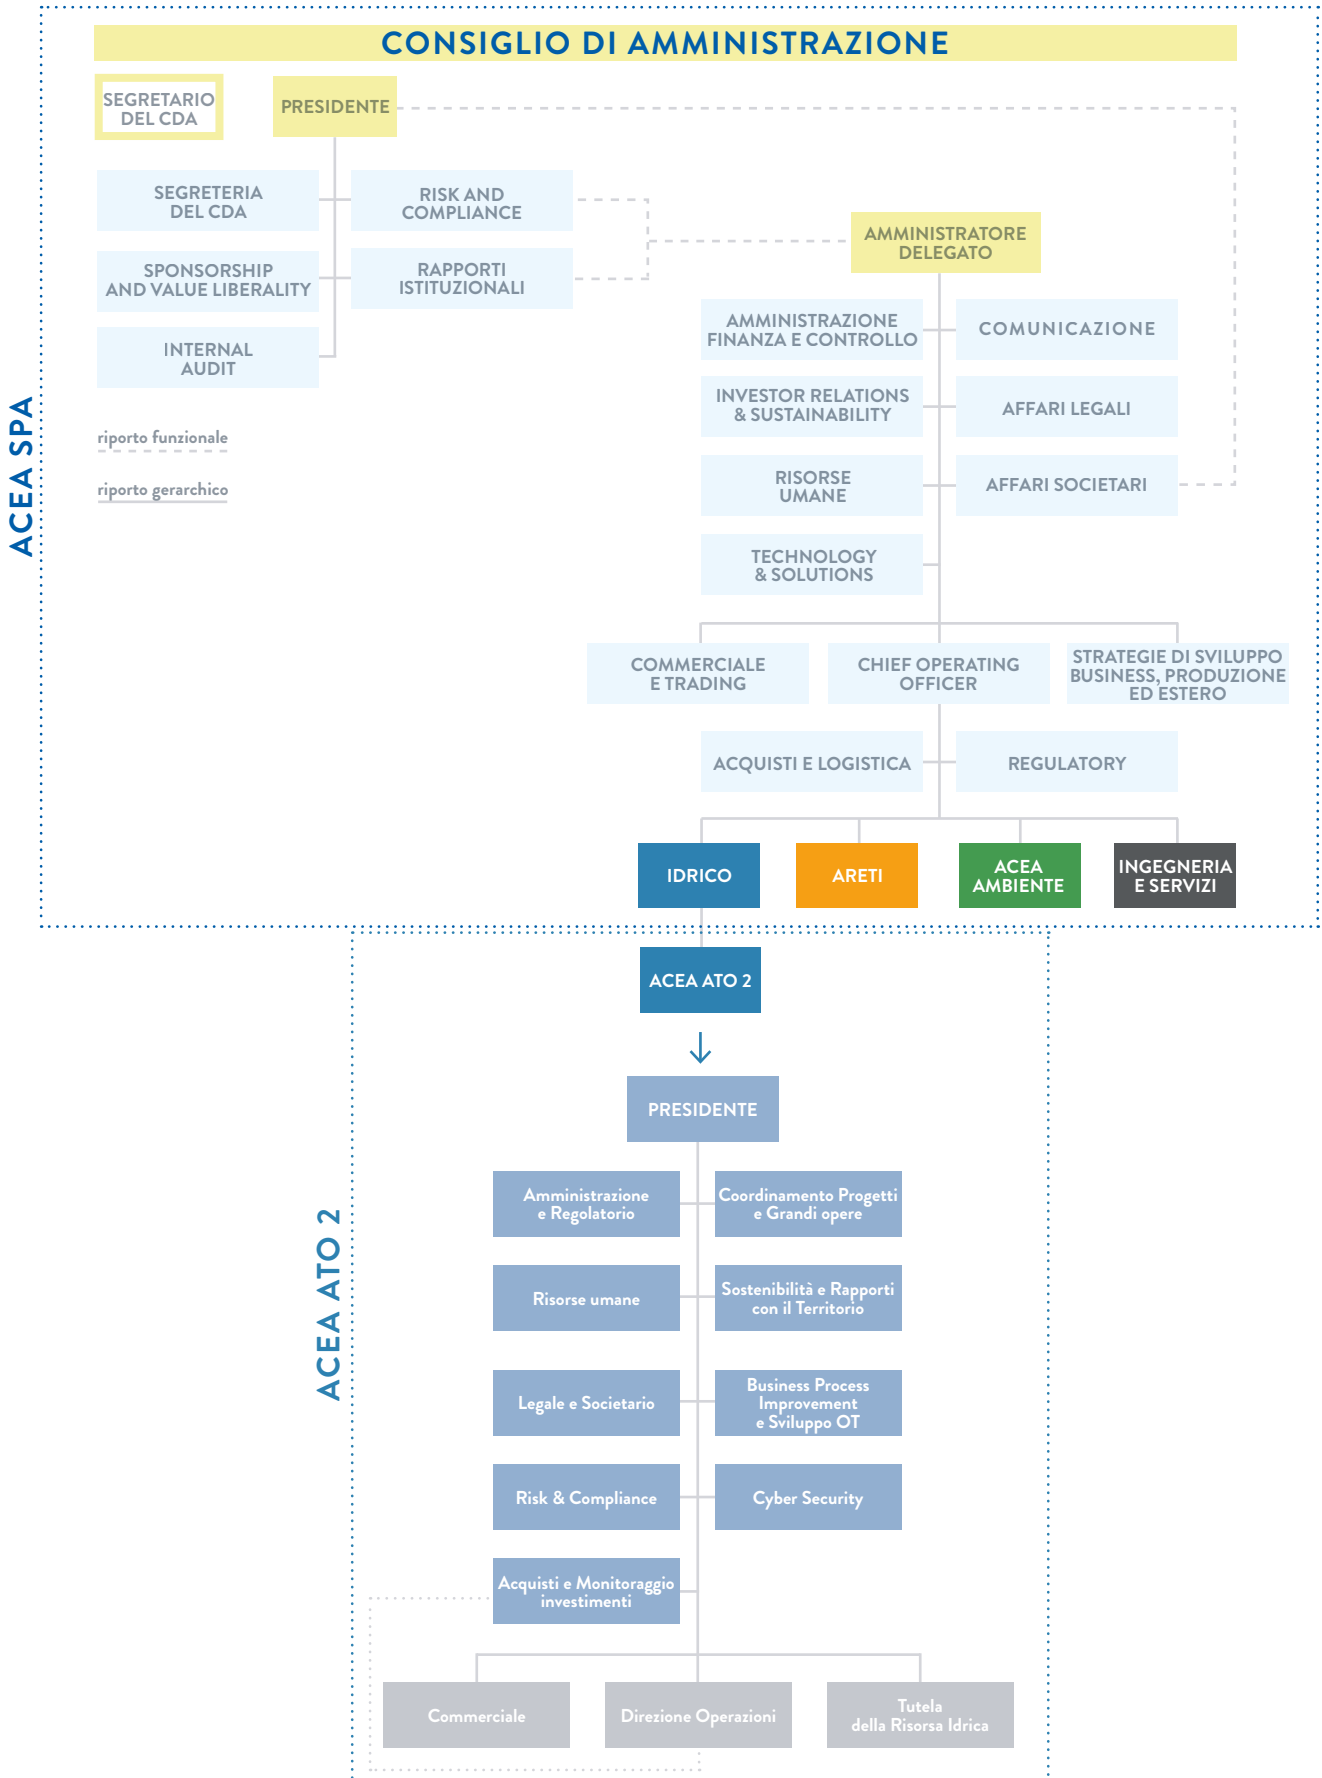 CONSIGLIO DI AMMINISTRAZIONE
SEGRETARIO
DEL CDA
PRESIDENTE
SEGRETERIA
DEL CDA
RISK AND
COMPLIANCE
SPONSORSHIP
AND VALUE LIBERALITY
RAPPORTI
ISTITUZIONALI
INTERNAL
AUDIT
riporto funzionale
riporto gerarchico
ACEA SPA
AMMINISTRATORE
DELEGATO
AMMINISTRAZIONE
FINANZA E CONTROLLO
COMUNICAZIONE
INVESTOR RELATIONS
& SUSTAINABILITY
AFFARI LEGALI
RISORSE
UMANE
AFFARI SOCIETARI
TECHNOLOGY
& SOLUTIONS
COMMERCIALE
E TRADING
CHIEF OPERATING
OFFICER
STRATEGIE DI SVILUPPO
BUSINESS, PRODUZIONE
ED ESTERO
ACQUISTI E LOGISTICA
REGULATORY
IDRICO
ARETI
ACEA
AMBIENTE
INGEGNERIA
E SERVIZI
ACEA ATO 2
ACEA ATO 2
PRESIDENTE
Amministrazione
e Regolatorio
Coordinamento Progetti
e Grandi opere
Risorse umane
Sostenibilità e Rapporti
con il Territorio
Legale e Societario
Business Process
Improvement
e Sviluppo OT
Risk & Compliance
Cyber Security
Acquisti e Monitoraggio
investimenti
Commerciale
Direzione Operazioni
Tutela
della Risorsa Idrica